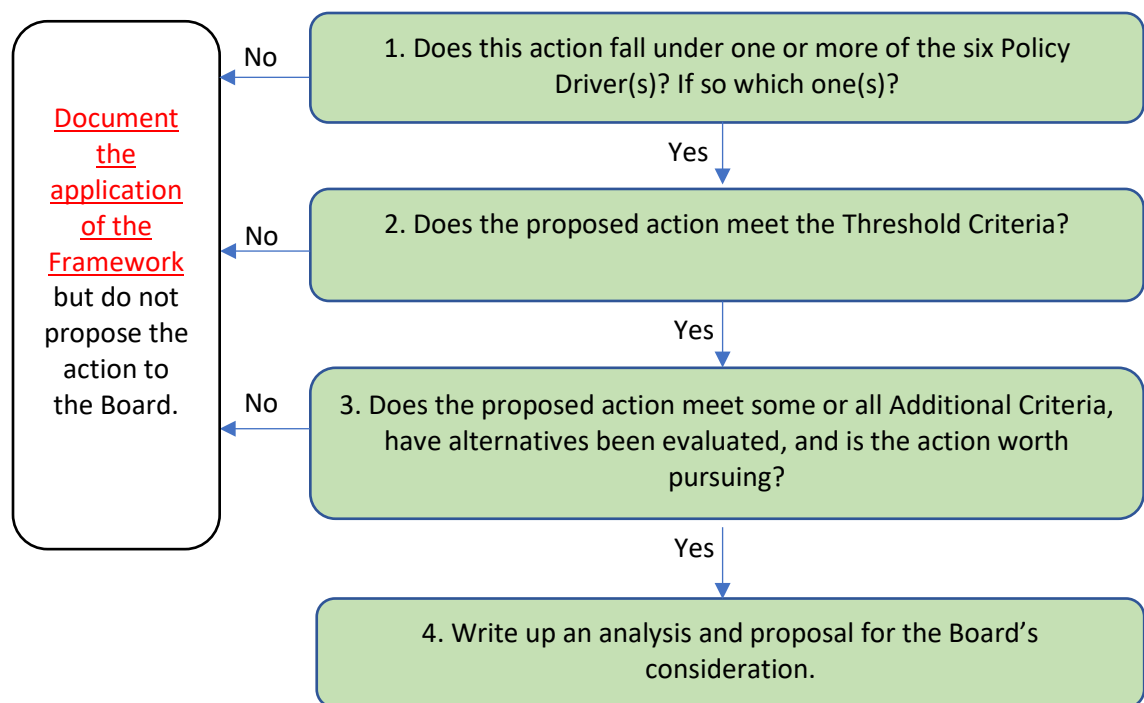 1. Does this action fall under one or more of the six Policy
Driver(s)? If so which one(s)?
No
Document
the
application
of the
Framework
but do not
propose the
action to
the Board.
Yes
2. Does the proposed action meet the Threshold Criteria?
No
Yes
3. Does the proposed action meet some or all Additional Criteria,
have alternatives been evaluated, and is the action worth
pursuing?
No
Yes
4. Write up an analysis and proposal for the Board’s
consideration.